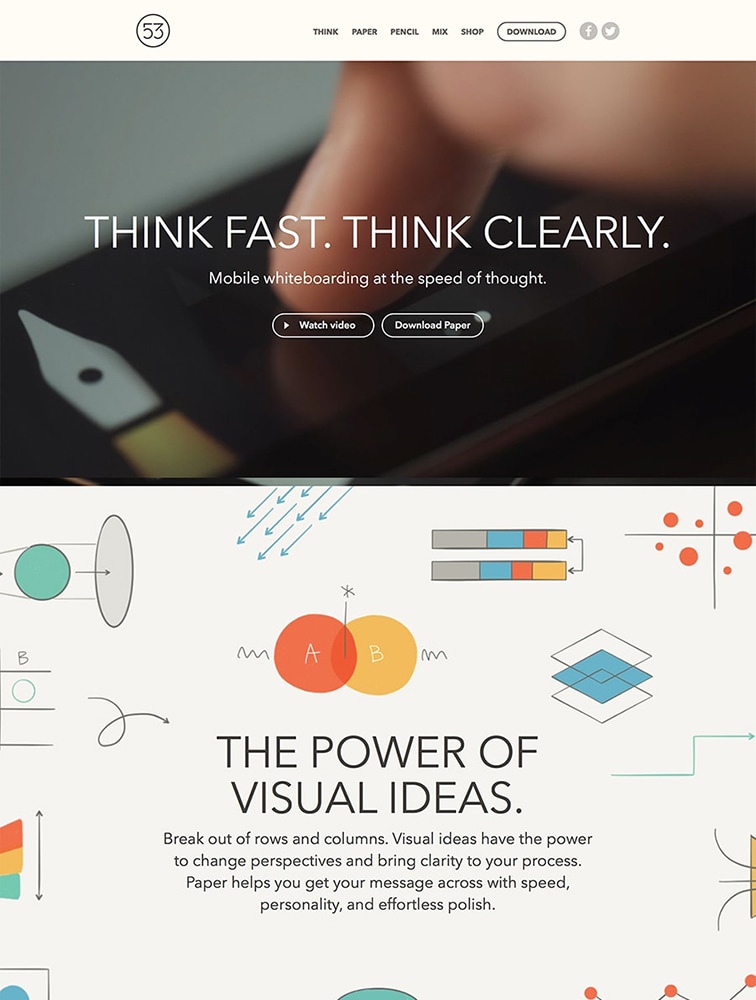 53
THINK PAPER PENCIL MIX SHOP DOWNLOAD
THINK FAST. THINK CLEARLY.
Mobile whiteboarding at the speed of thought.
Watch video Download Paper
A B
B
THE POWER OF
VISUAL IDEAS.
Break out of rows and columns. Visual ideas have the power
to change perspectives and bring clarity to your process.
Paper helps you get your message across with speed,
personality, and effortless polish.